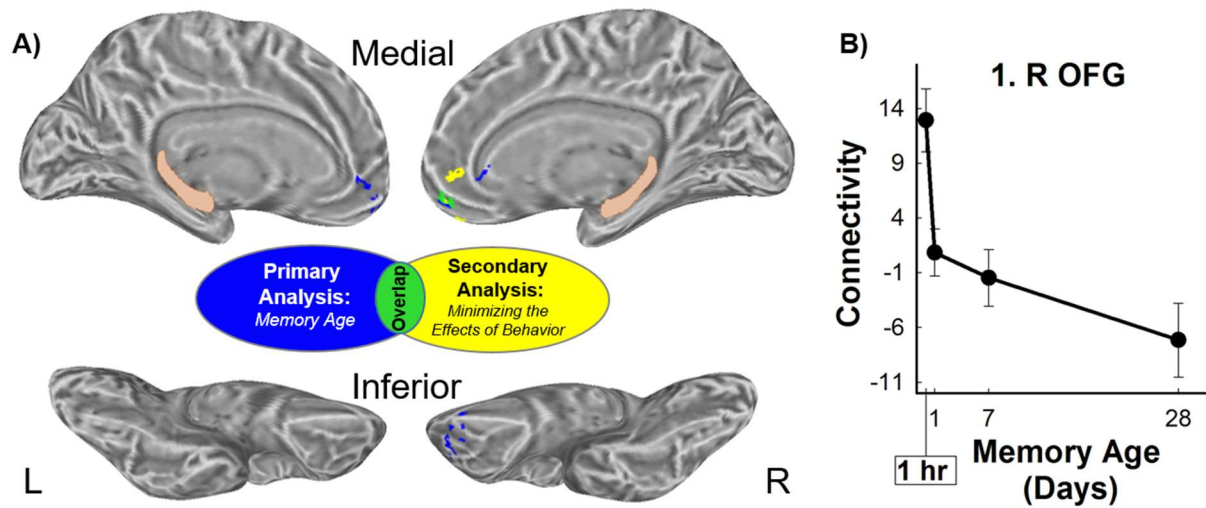 A)
Medial
Primary
Analysis:
Memory Age
Overlap
Secondary
Analysis:
Minimizing the
Effects of Behavior
Inferior
L
R
B)
1. R OFG
Connectivity
14
9
4
-1
-6
-11
1 7 28
1 hr
Memory Age
(Days)